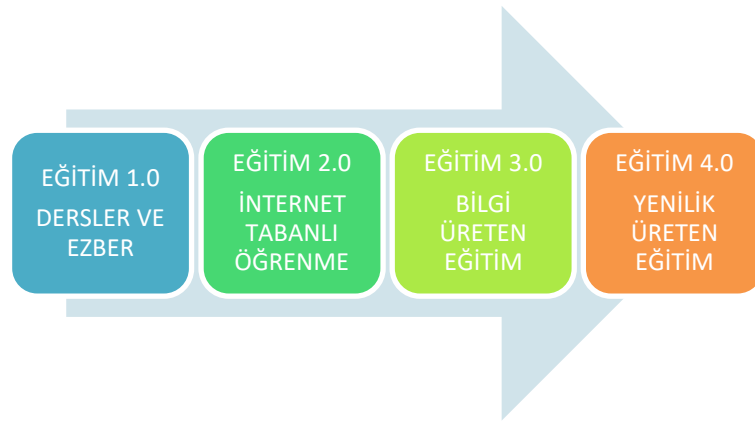 EĞİTİM 1.0
DERSLER VE
EZBER
EĞİTİM 2.0
İNTERNET
TABANLI
ÖĞRENME
EĞİTİM 3.0
BİLGİ
ÜRETEN
EĞİTİM
EĞİTİM 4.0
YENİLİK
ÜRETEN
EĞİTİM